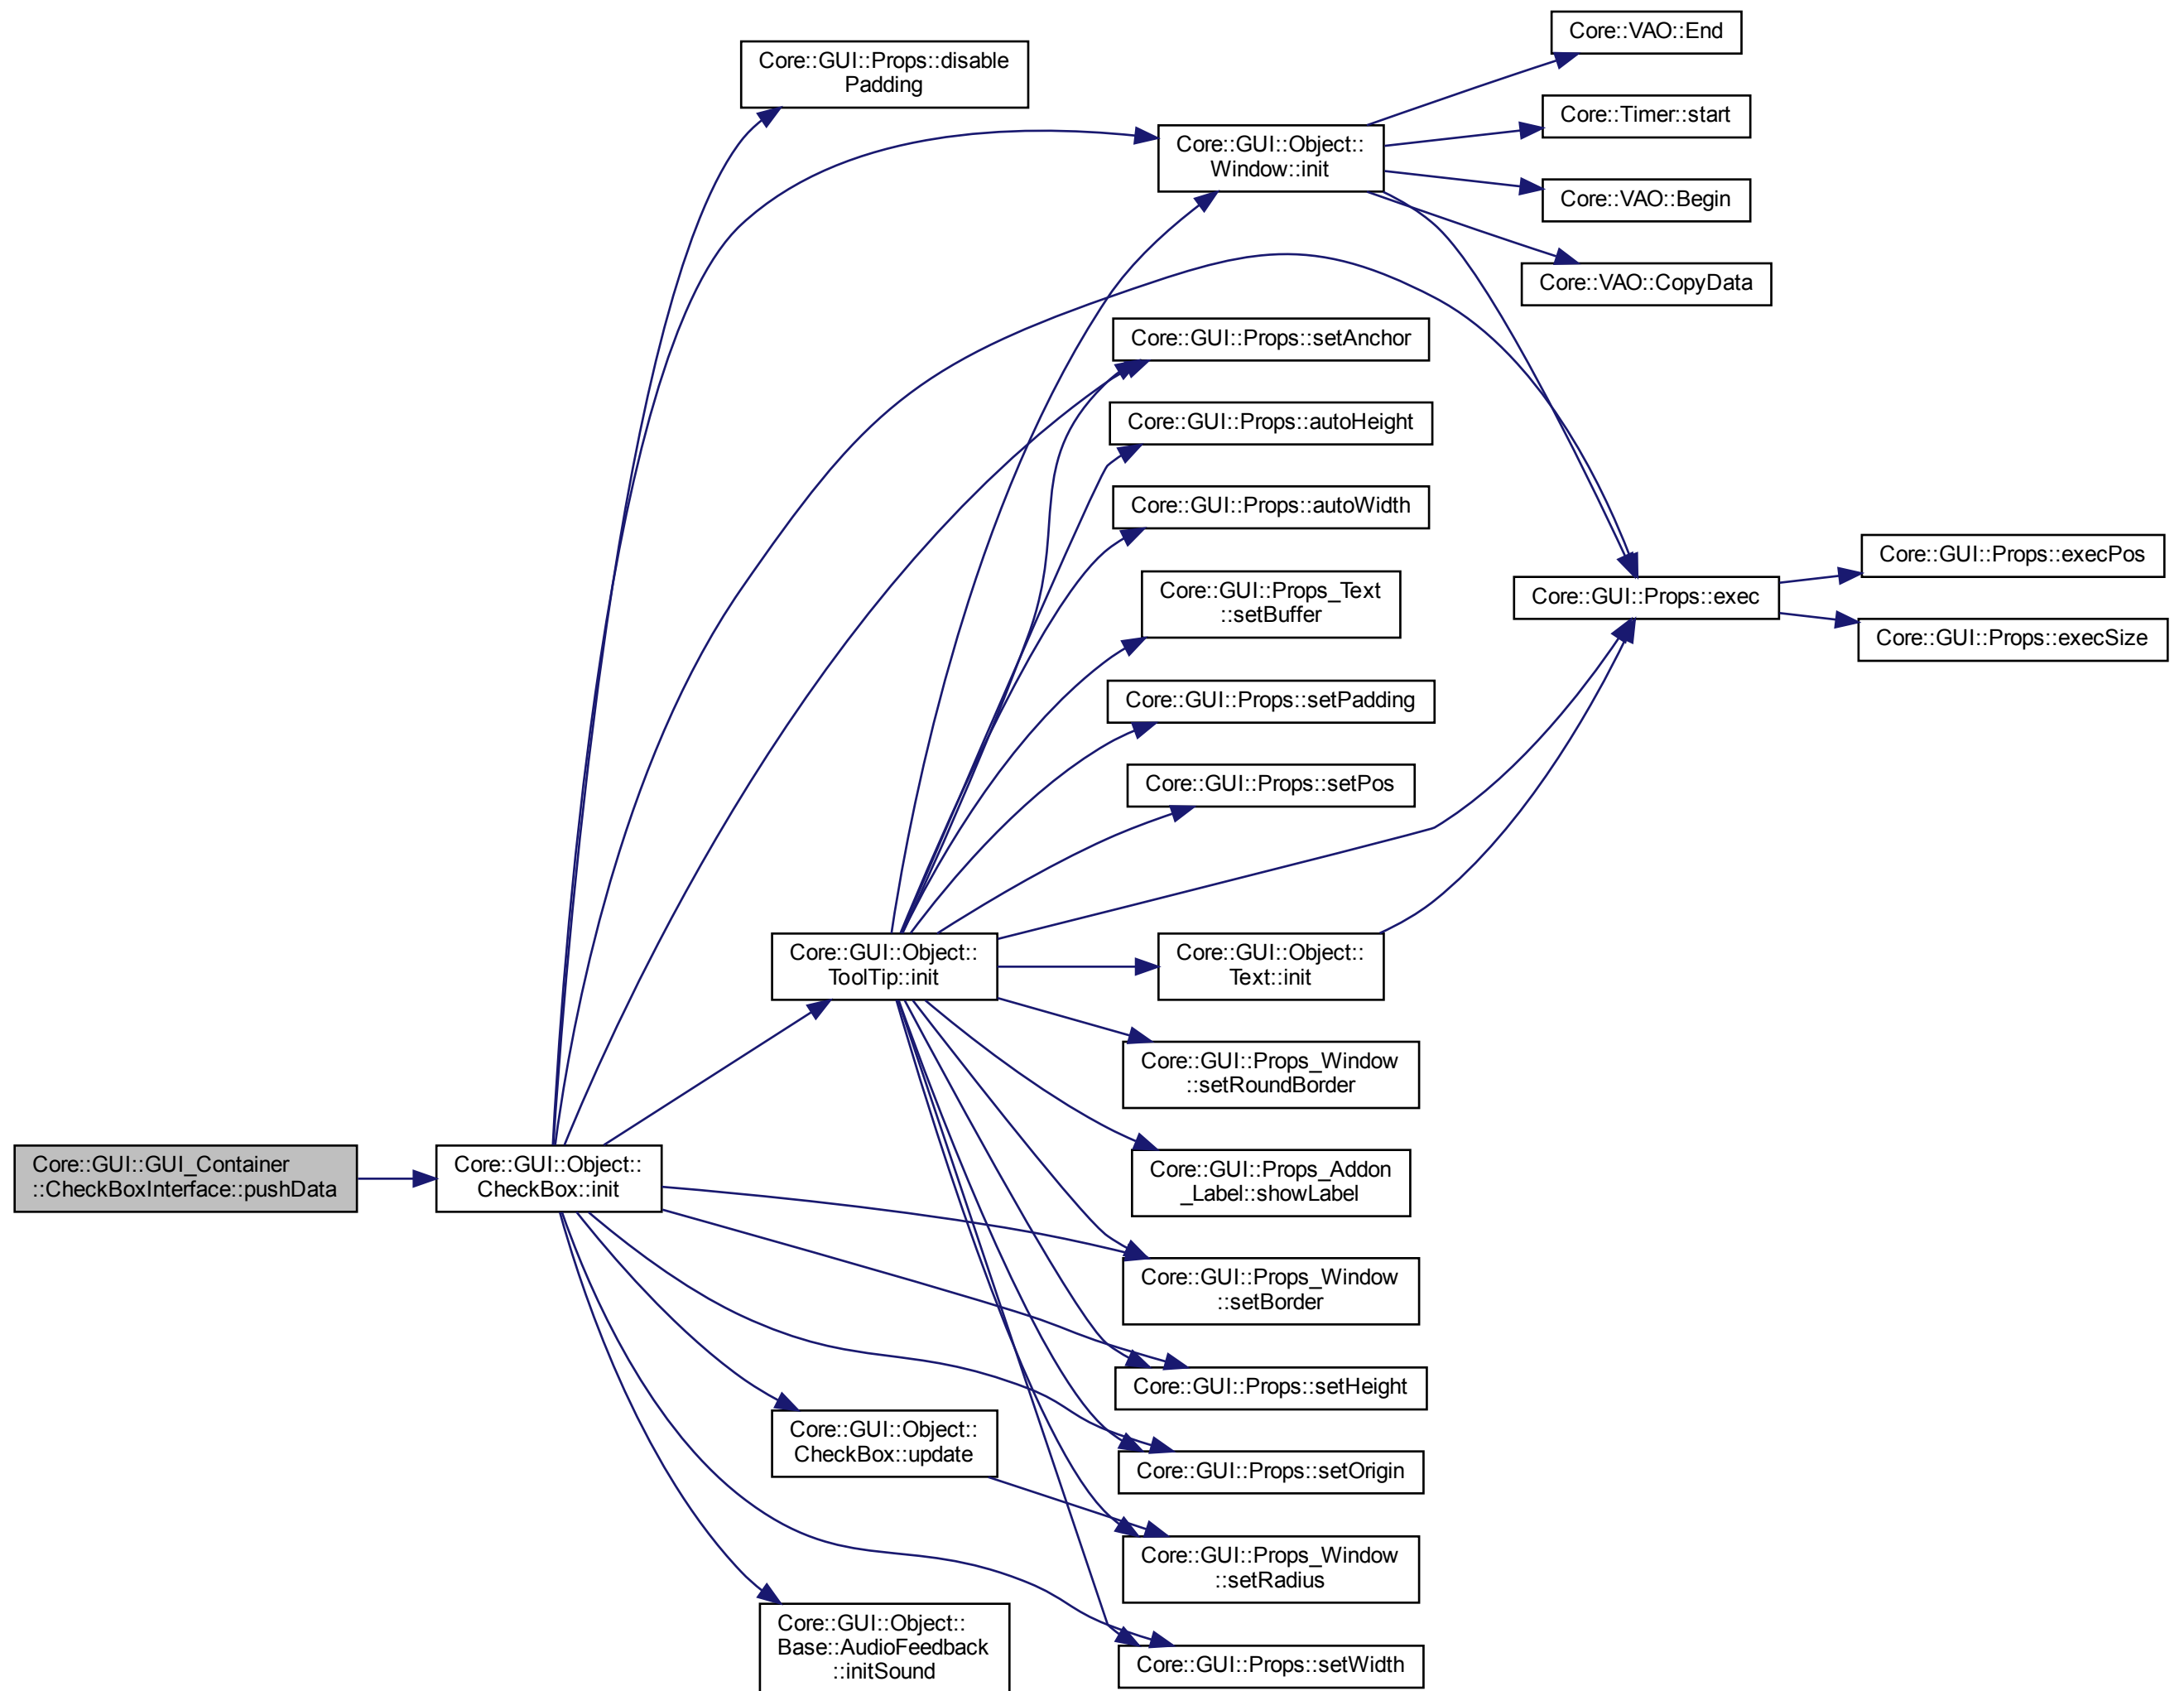 Core::VAO::End
Core::GUI::Props::disable
Padding
Core::Timer::start
Core::GUI::Object::
Window::init
Core::VAO::Begin
Core::VAO::CopyData
Core::GUI::Props::setAnchor
Core::GUI::Props::autoHeight
Core::GUI::Props::autoWidth
Core::GUI::Props::execPos
Core::GUI::Props_Text
::setBuffer
Core::GUI::Props::exec
Core::GUI::Props::execSize
Core::GUI::Props::setPadding
Core::GUI::Props::setPos
Core::GUI::Object::
ToolTip::init
Core::GUI::Object::
Text::init
Core::GUI::Props_Window
::setRoundBorder
Core::GUI::GUI_Container
::CheckBoxInterface::pushData
Core::GUI::Object::
CheckBox::init
Core::GUI::Props_Addon
_Label::showLabel
Core::GUI::Props_Window
::setBorder
Core::GUI::Props::setHeight
Core::GUI::Object::
CheckBox::update
Core::GUI::Props::setOrigin
Core::GUI::Props_Window
::setRadius
Core::GUI::Object::
Base::AudioFeedback
::initSound
Core::GUI::Props::setWidth